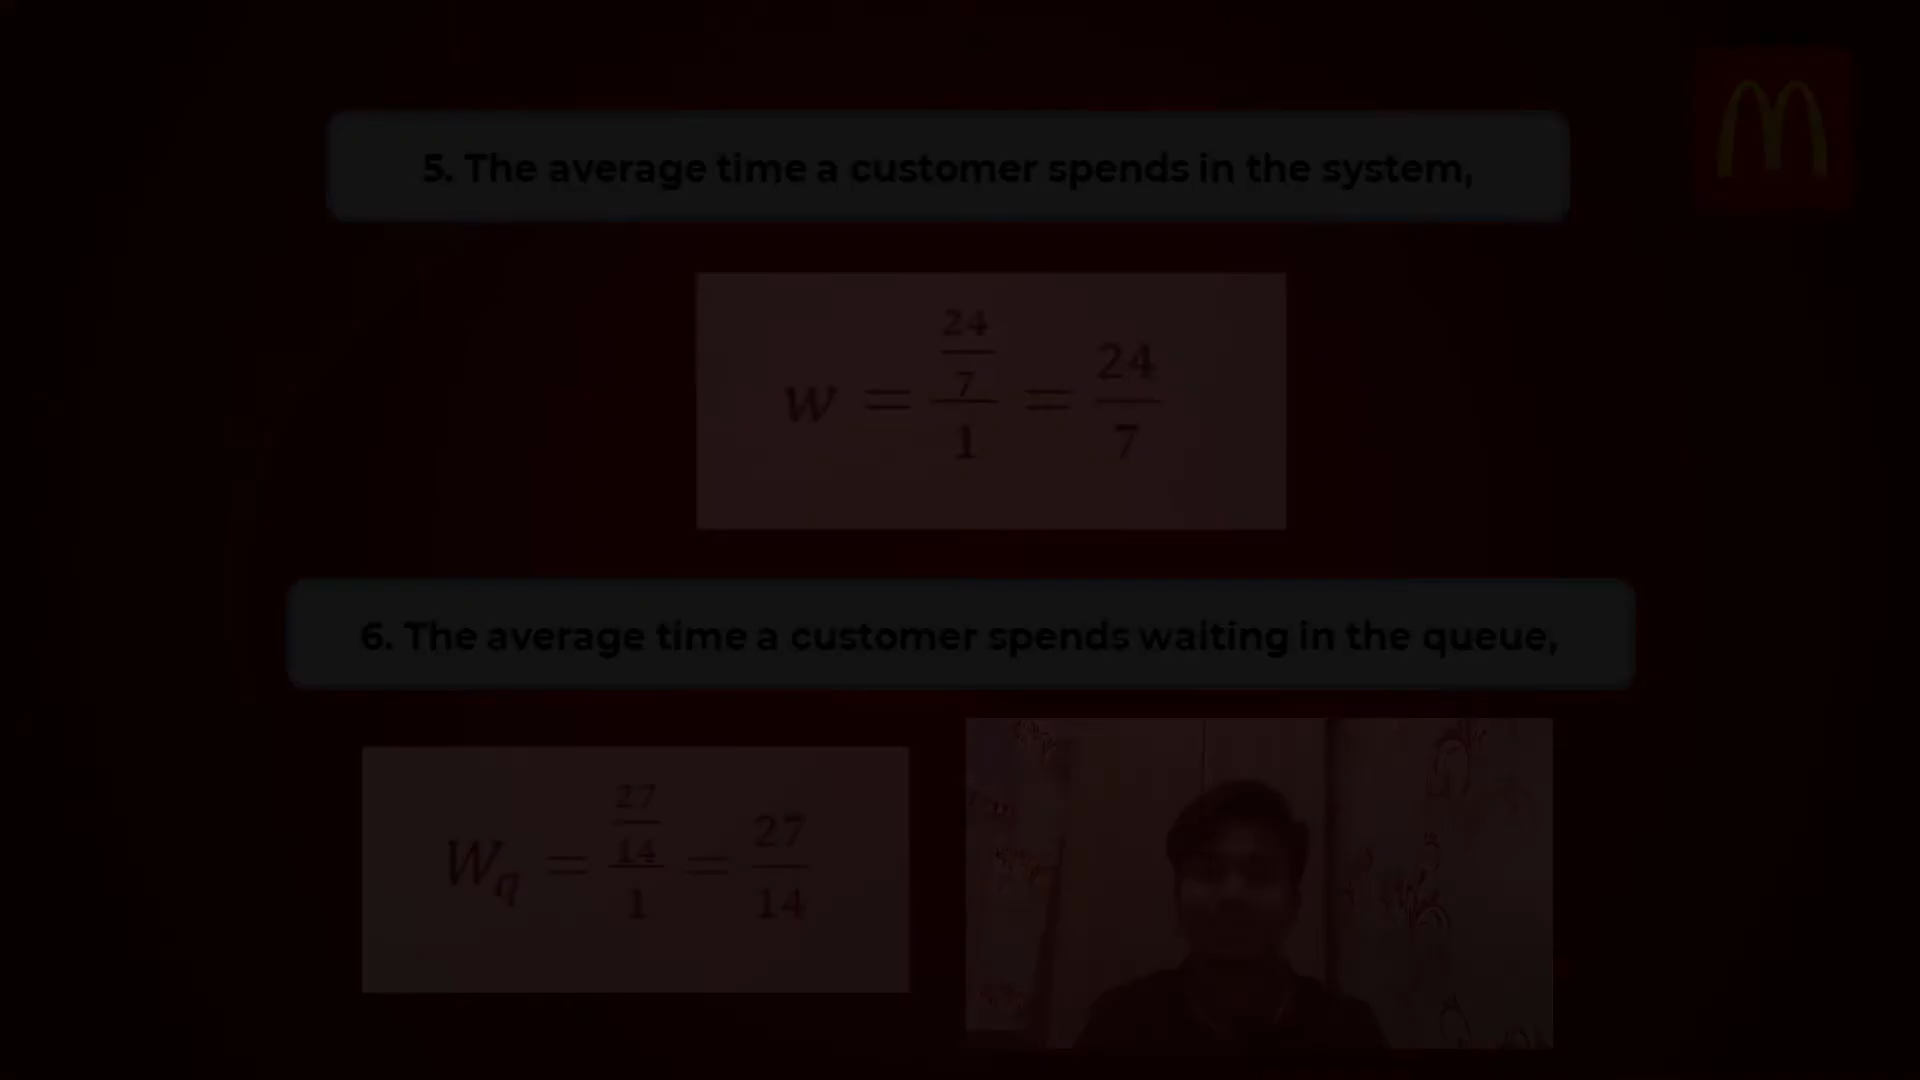 5. The average time a customer spends in the system,
w = 24/7 / 1 = 24/7
6. The average time a customer spends waiting in the queue,
W_q = 27/14 / 1 = 27/14